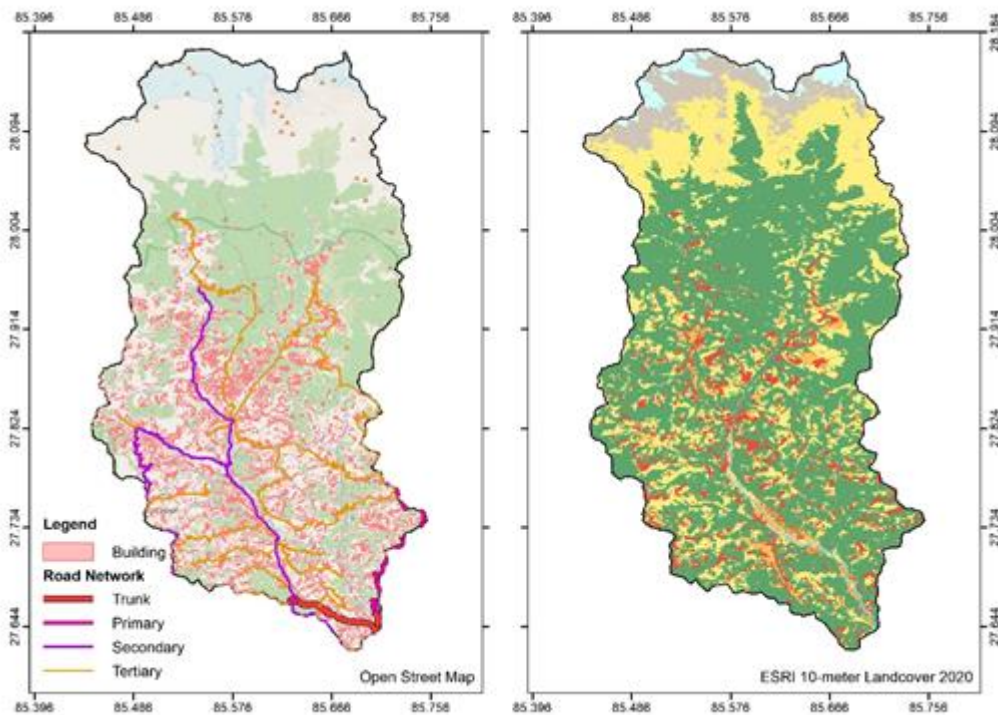 85.396 85.486 85.576 85.666 85.756 85.396 85.486 85.576 85.666 85.756
28.094
28.004
27.914
27.824
27.734
27.644
28.184
28.094
28.004
27.914
27.824
27.734
27.644
Legend
Building
Road Network
Trunk
Primary
Secondary
Tertiary
Open Street Map
ESRI 10-meter Landcover 2020
85.396 85.486 85.576 85.666 85.756 85.396 85.486 85.576 85.666 85.756